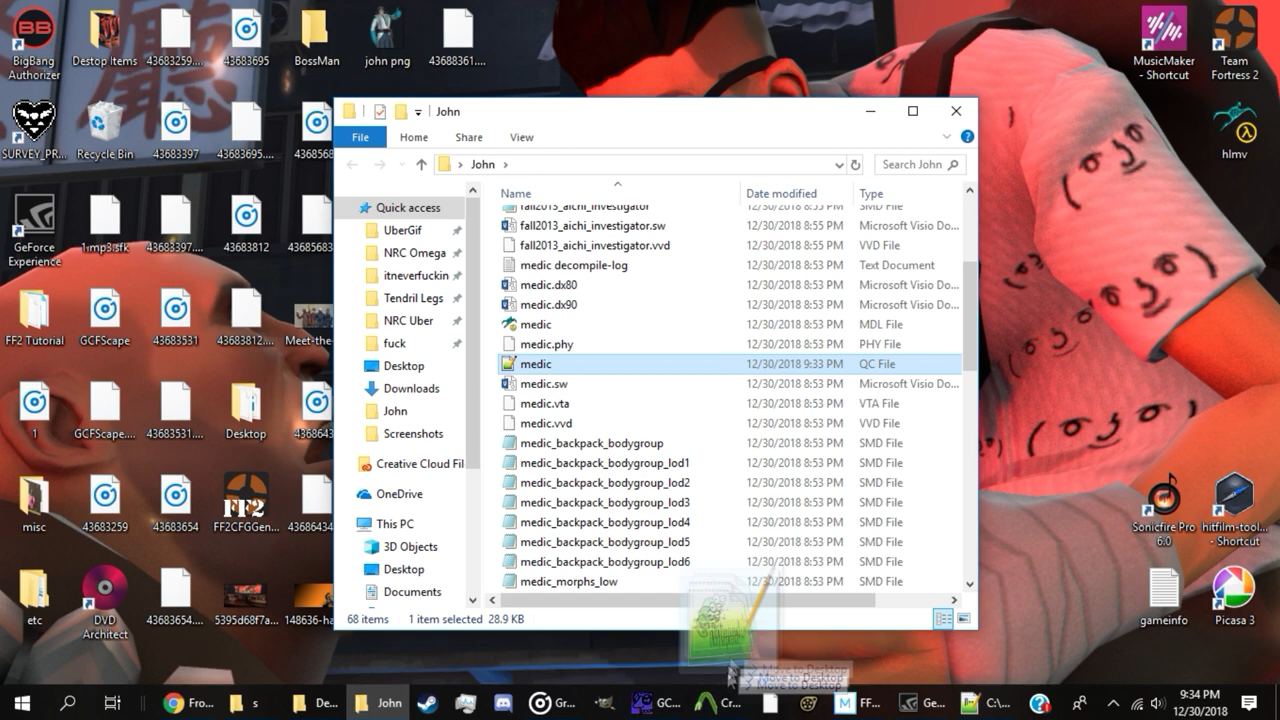 BB
BigBang
Authorizer
Destop Items
43683259....
43683695
BossMan
john png
43688361....
MusicMaker
- Shortcut
Team
Fortress 2
SURVEY_PR...
Recycle Bin
43683397
43683695....
hlmv
GeForce
Experience
1mp3.sfk
43683397....
43683812
FF2 Tutorial
GCFScape
43683531
43683812....
1
GCFScape....
43683531....
Desktop
misc
43683259
43683654
FF2
FF2CFGGen...
etc
DVD
Architect
43683654....
Sonicfire Pro
6.0
hitfilm-tool...
- Shortcut
gameinfo
Picasa 3
John
File
Home
Share
View
John
Search John
Quick access
UberGif
NRC Omega
itneverfuckin
Tendril Legs
NRC Uber
fuck
Desktop
Downloads
John
Screenshots
Creative Cloud Fil
OneDrive
This PC
3D Objects
Desktop
Documents
Name Date modified Type
fall2013_aichi_investigator 12/30/2018 8:55 PM SMD File
fall2013_aichi_investigator.sw 12/30/2018 8:55 PM Microsoft Visio Do...
fall2013_aichi_investigator.vvd 12/30/2018 8:55 PM VVD File
medic decompile-log 12/30/2018 8:53 PM Text Document
medic.dx80 12/30/2018 8:53 PM Microsoft Visio Do...
medic.dx90 12/30/2018 8:53 PM Microsoft Visio Do...
medic 12/30/2018 8:53 PM MDL File
medic.phy 12/30/2018 8:53 PM PHY File
medic 12/30/2018 9:33 PM QC File
medic.sw 12/30/2018 8:53 PM Microsoft Visio Do...
medic.vta 12/30/2018 8:53 PM VTA File
medic.vvd 12/30/2018 8:53 PM VVD File
medic_backpack_bodygroup 12/30/2018 8:53 PM SMD File
medic_backpack_bodygroup_lod1 12/30/2018 8:53 PM SMD File
medic_backpack_bodygroup_lod2 12/30/2018 8:53 PM SMD File
medic_backpack_bodygroup_lod3 12/30/2018 8:53 PM SMD File
medic_backpack_bodygroup_lod4 12/30/2018 8:53 PM SMD File
medic_backpack_bodygroup_lod5 12/30/2018 8:53 PM SMD File
medic_backpack_bodygroup_lod6 12/30/2018 8:53 PM SMD File
medic_morphs_low 12/30/2018 8:53 PM SMD File
68 items 1 item selected 28.9 KB
Move to Desktop
Fro...
s
De...
John
Gr...
GC...
Cr...
FF...
Ge...
C:\...
9:34 PM
12/30/2018